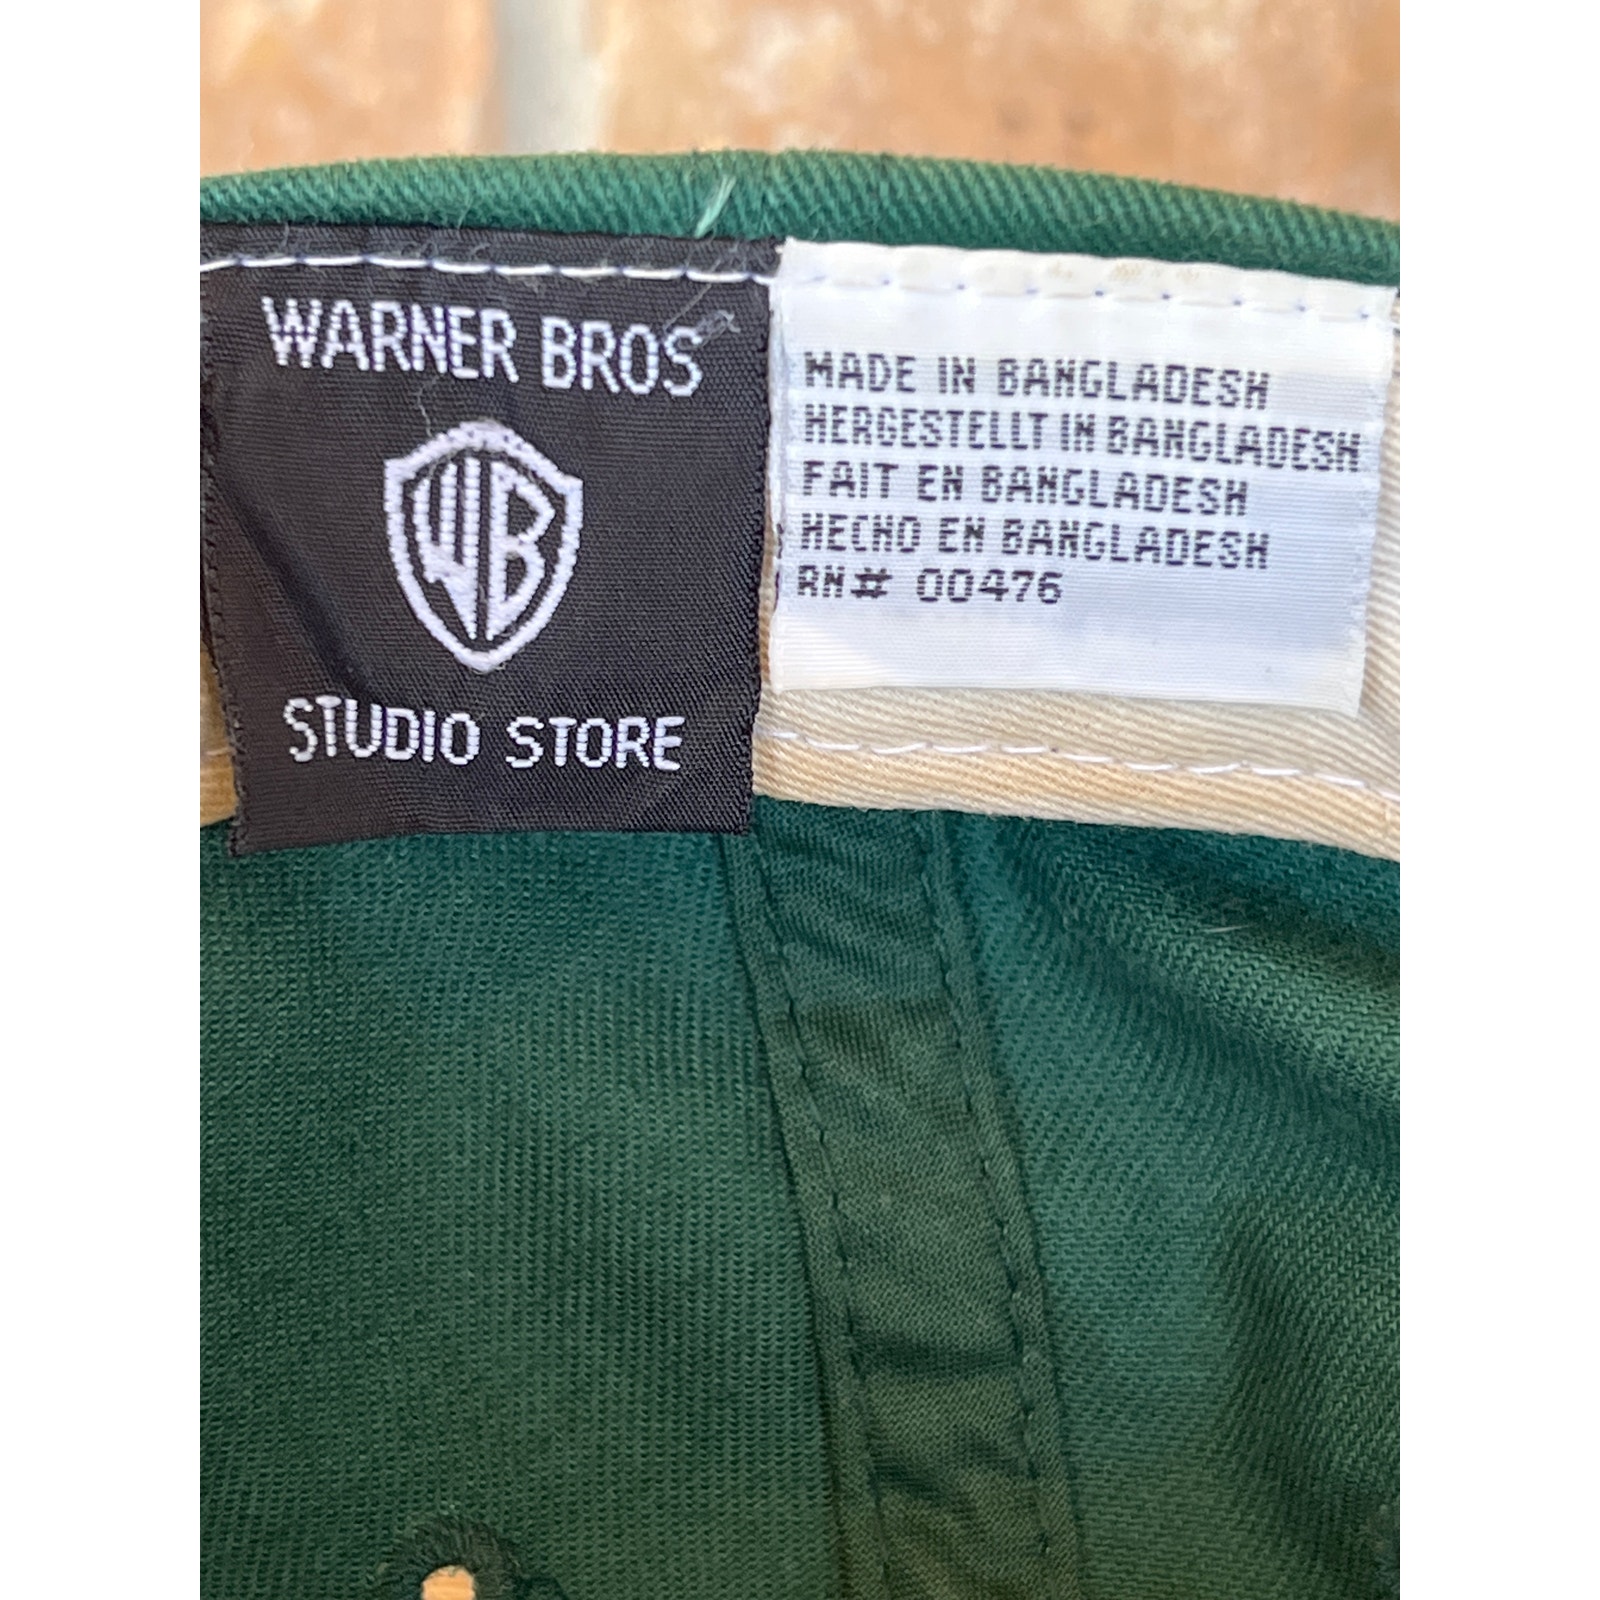 WARNER BROS
WB
STUDIO STORE
MADE IN BANGLADESH
HERGESTELLT IN BANGLADESH
FAIT EN BANGLADESH
HECHO EN BANGLADESH
RN# 00476